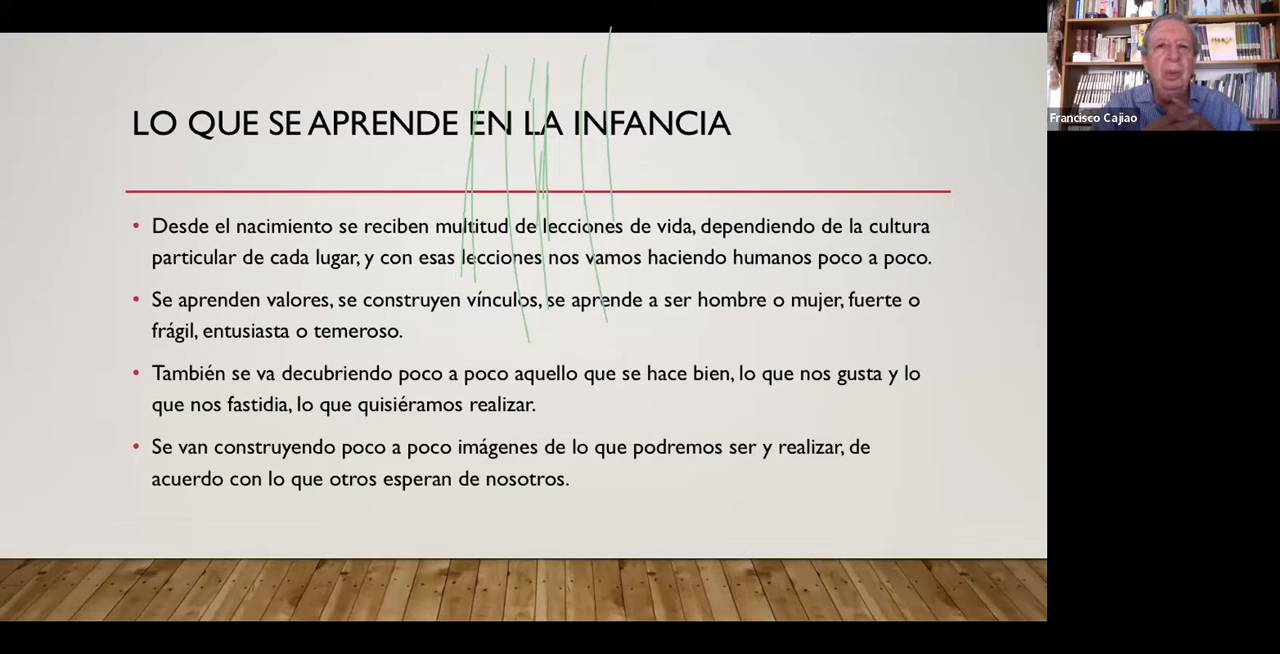 LO QUE SE APRENDE EN LA INFANCIA
• Desde el nacimiento se reciben multitud de lecciones de vida, dependiendo de la cultura
particular de cada lugar, y con esas lecciones nos vamos haciendo humanos poco a poco.
• Se aprenden valores, se construyen vínculos, se aprende a ser hombre o mujer, fuerte o
frágil, entusiasta o temeroso.
• También se va decubriendo poco a poco aquello que se hace bien, lo que nos gusta y lo
que nos fastidia, lo que quisiéramos realizar.
• Se van construyendo poco a poco imágenes de lo que podremos ser y realizar, de
acuerdo con lo que otros esperan de nosotros.
Francisco Cajiao